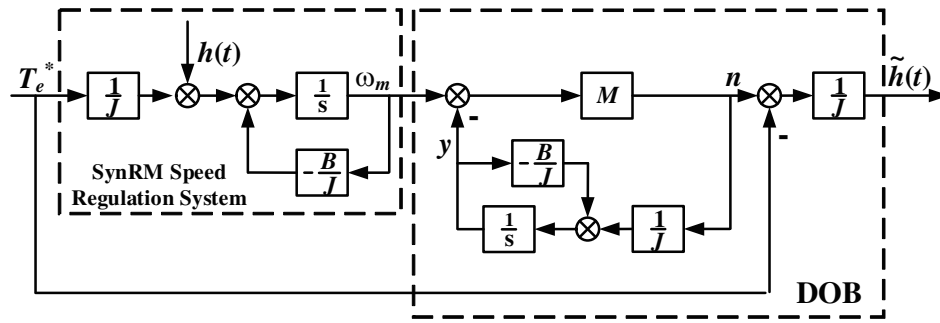 h(t)
T_e^*
1/J
1/s
ω_m
-B/J
SynRM Speed
Regulation System
-
M
n
-
1/J
h̃(t)
y
-B/J
1/s
1/J
DOB